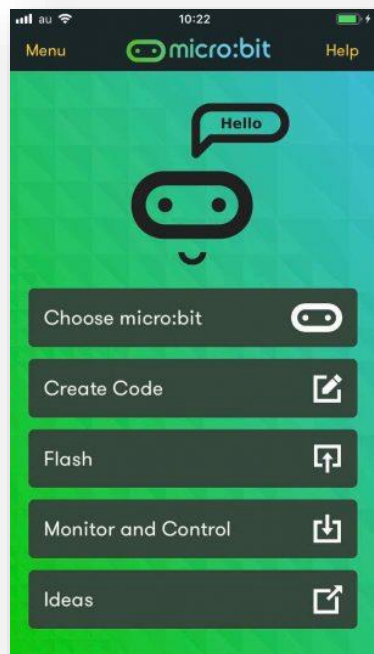 au 10:22
Menu micro:bit Help
Hello
Choose micro:bit
Create Code
Flash
Monitor and Control
Ideas